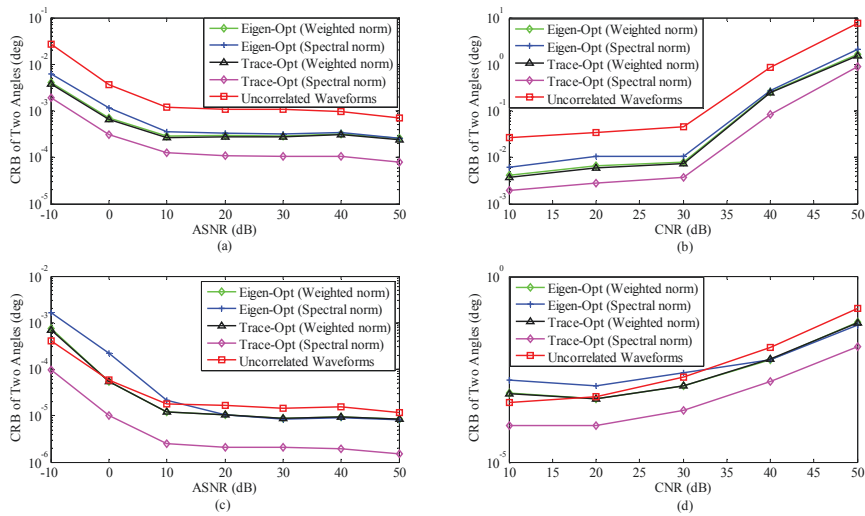 10^-1
10^-2
10^-3
10^-4
10^-5
CRB of Two Angles (deg)
Eigen-Opt (Weighted norm)
Eigen-Opt (Spectral norm)
Trace-Opt (Weighted norm)
Trace-Opt (Spectral norm)
Uncorrelated Waveforms
-10 0 10 20 30 40 50
ASNR (dB)
(a)
10^1
10^0
10^-1
10^-2
10^-3
CRB of Two Angles (deg)
Eigen-Opt (Weighted norm)
Eigen-Opt (Spectral norm)
Trace-Opt (Weighted norm)
Trace-Opt (Spectral norm)
Uncorrelated Waveforms
10 20 30 40 50
CNR (dB)
(b)
10^-2
10^-3
10^-4
10^-5
10^-6
CRB of Two Angles (deg)
Eigen-Opt (Weighted norm)
Eigen-Opt (Spectral norm)
Trace-Opt (Weighted norm)
Trace-Opt (Spectral norm)
Uncorrelated Waveforms
-10 0 10 20 30 40 50
ASNR (dB)
(c)
10^0
10^-5
CRB of Two Angles (deg)
Eigen-Opt (Weighted norm)
Eigen-Opt (Spectral norm)
Trace-Opt (Weighted norm)
Trace-Opt (Spectral norm)
Uncorrelated Waveforms
10 20 30 40 50
CNR (dB)
(d)